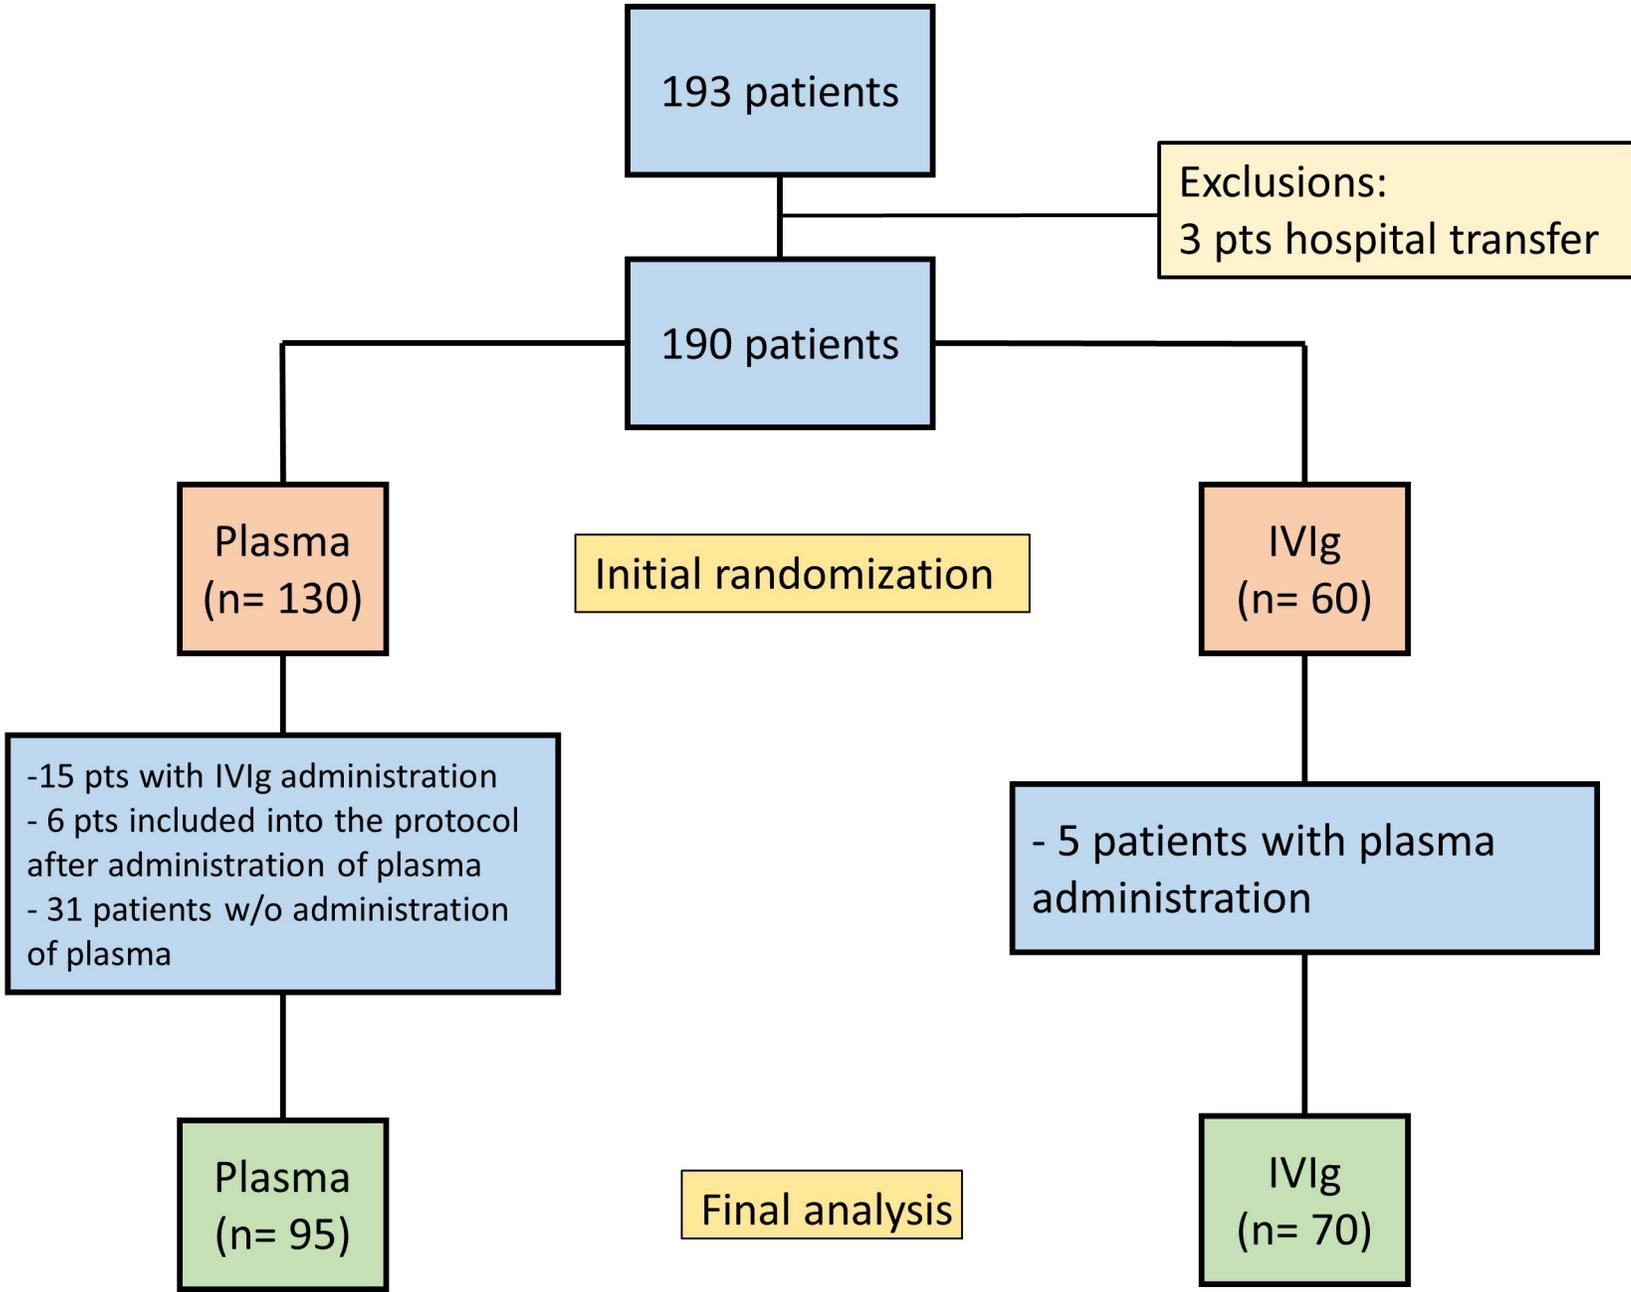 193 patients
Exclusions:
3 pts hospital transfer
190 patients
Plasma
(n= 130)
Initial randomization
IVIg
(n= 60)
-15 pts with IVIg administration
- 6 pts included into the protocol
after administration of plasma
- 31 patients w/o administration
of plasma
- 5 patients with plasma
administration
Plasma
(n= 95)
Final analysis
IVIg
(n= 70)